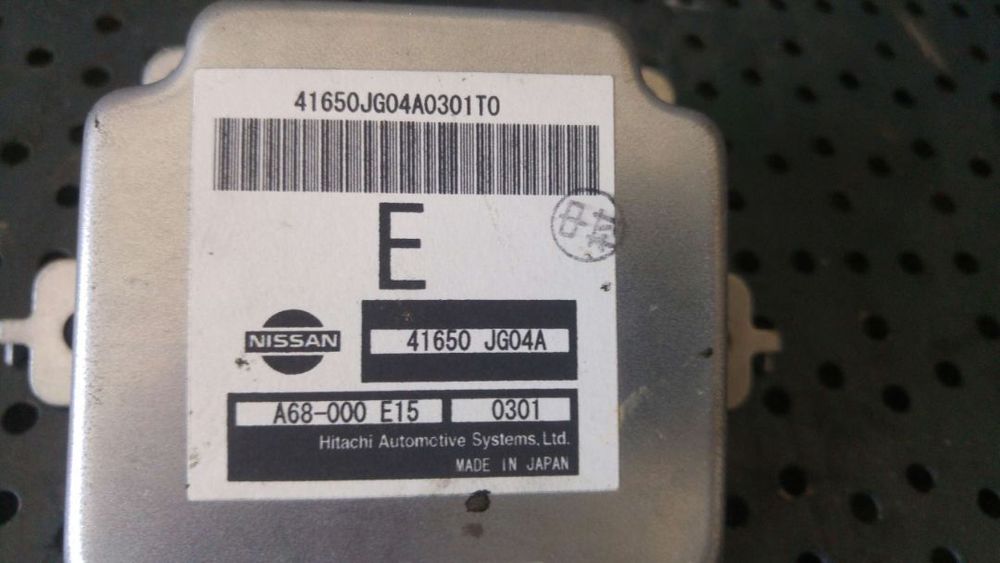 41650JG04A0301T0
E
NISSAN
41650 JG04A
A68-000 E15 0301
Hitachi Automotive Systems, Ltd.
MADE IN JAPAN